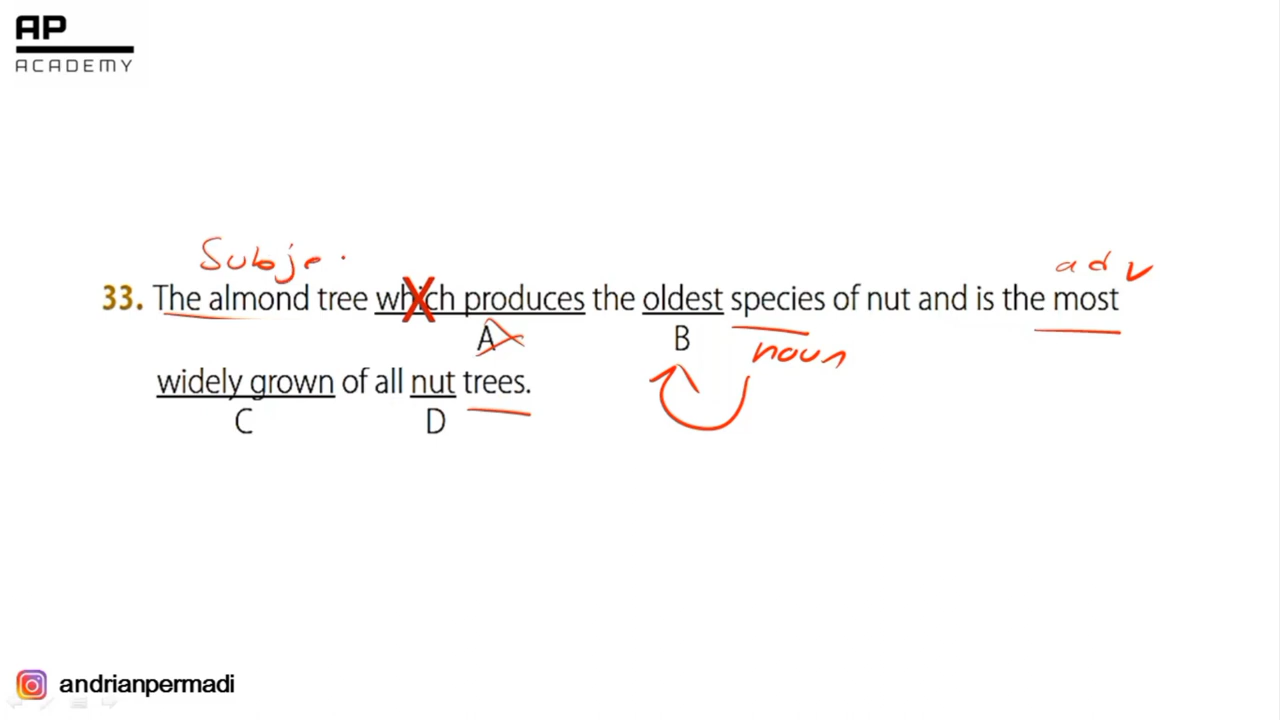 AP
ACADEMY
Subje.
adv
33. The almond tree which produces the oldest species of nut and is the most
A
B
noun
widely grown of all nut trees.
C
D
andrianpermadi